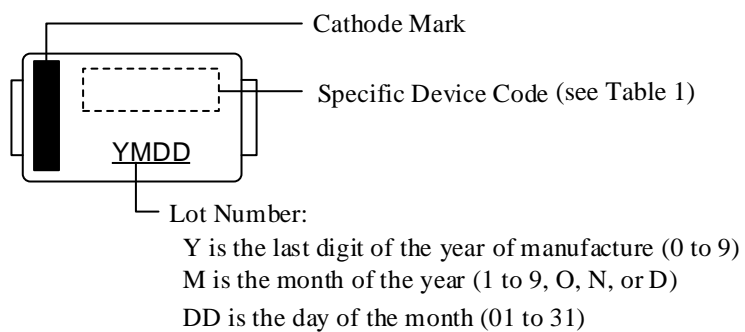 Cathode Mark
Specific Device Code (see Table 1)
YMDD
Lot Number:
Y is the last digit of the year of manufacture (0 to 9)
M is the month of the year (1 to 9, O, N, or D)
DD is the day of the month (01 to 31)